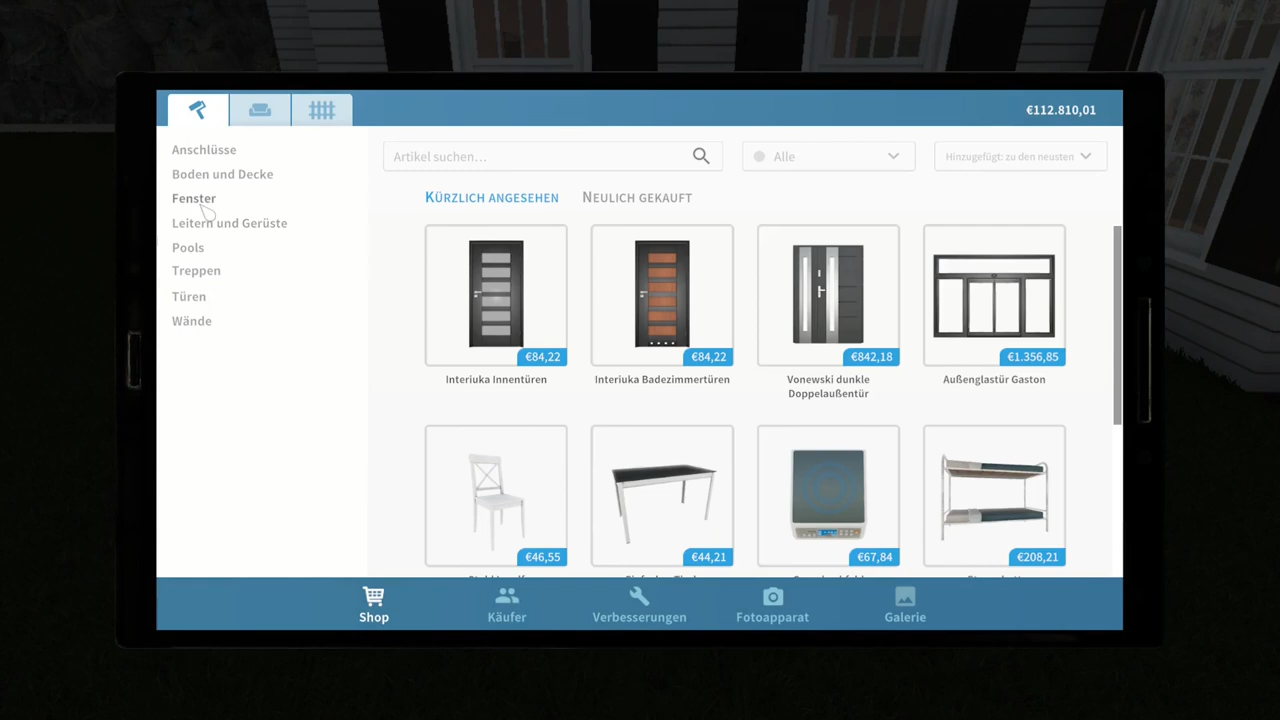 €112.810,01
Anschlüsse
Boden und Decke
Fenster
Leitern und Gerüste
Pools
Treppen
Türen
Wände
Artikel suchen...
Alle
Hinzugefügt: zu den neusten
KÜRZLICH ANGESEHEN
NEULICH GEKAUFT
€84,22
€84,22
€842,18
€1.356,85
Interiuka Innentüren
Interiuka Badezimmertüren
Vonewski dunkle
Doppelaußentür
Außenglastür Gaston
€46,55
€44,21
€67,84
€208,21
Shop
Käufer
Verbesserungen
Fotoapparat
Galerie